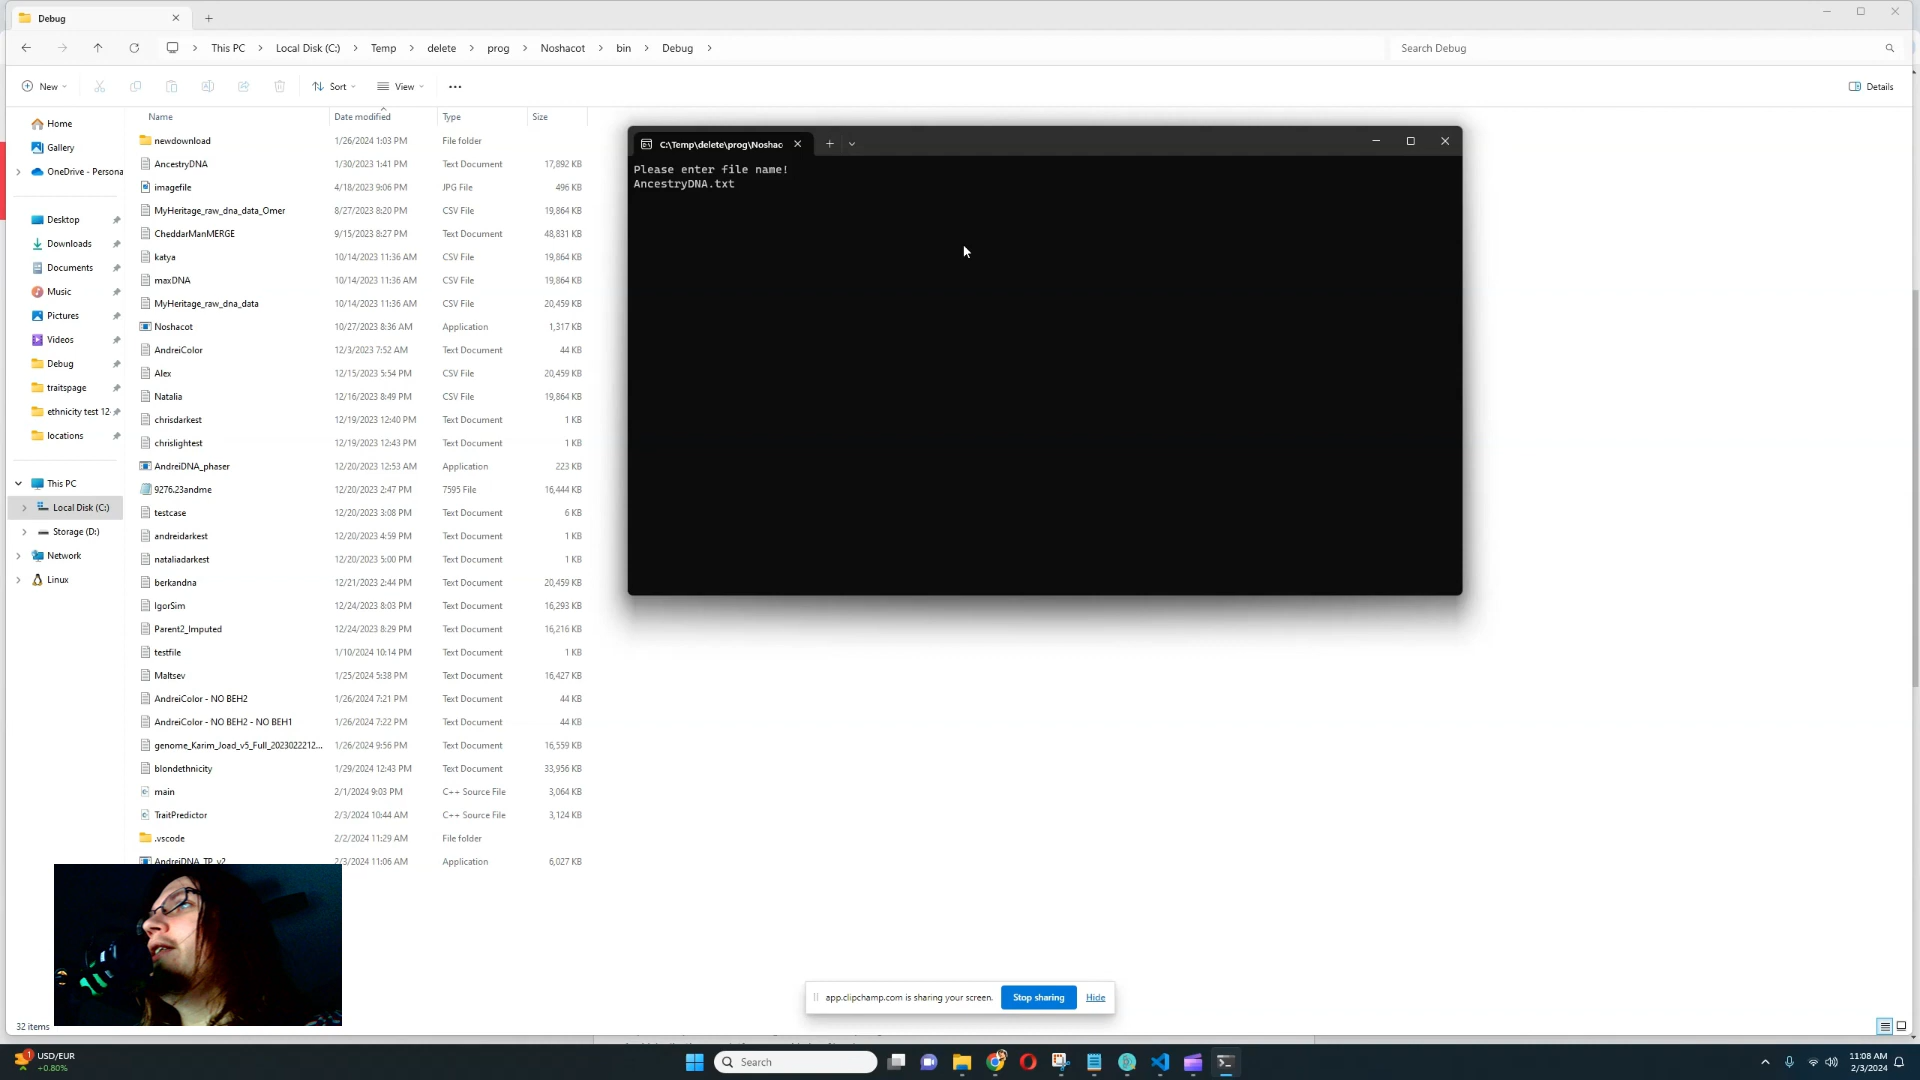 Debug
This PC > Local Disk (C:) > Temp > delete > prog > Noshacot > bin > Debug >
Search Debug
New
Sort
View
Details
Name Date modified Type Size
Home
Gallery
OneDrive - Persona
Desktop
Downloads
Documents
Music
Pictures
Videos
Debug
traitspage
ethnicity test 12-
locations
This PC
Local Disk (C:)
Storage (D:)
Network
Linux
newdownload 1/26/2024 1:03 PM File folder
AncestryDNA 1/30/2023 1:41 PM Text Document 17,892 KB
imagefile 4/18/2023 9:06 PM JPG File 496 KB
MyHeritage_raw_dna_data_Omer 8/27/2023 8:20 PM CSV File 19,864 KB
CheddarManMERGE 9/15/2023 8:27 PM Text Document 48,831 KB
katya 10/14/2023 11:36 AM CSV File 19,864 KB
maxDNA 10/14/2023 11:36 AM CSV File 19,864 KB
MyHeritage_raw_dna_data 10/14/2023 11:36 AM CSV File 20,459 KB
Noshacot 10/27/2023 8:36 AM Application 1,317 KB
AndreiColor 12/3/2023 7:52 AM Text Document 44 KB
Alex 12/15/2023 5:54 PM CSV File 20,459 KB
Natalia 12/16/2023 8:49 PM CSV File 19,864 KB
chrisdarkest 12/19/2023 12:40 PM Text Document 1 KB
chrislightest 12/19/2023 12:43 PM Text Document 1 KB
AndreiDNA_phaser 12/20/2023 12:53 AM Application 223 KB
9276.23andme 12/20/2023 2:47 PM 7595 File 16,444 KB
testcase 12/20/2023 3:08 PM Text Document 6 KB
andreidarkest 12/20/2023 4:59 PM Text Document 1 KB
nataliadarkest 12/20/2023 5:00 PM Text Document 1 KB
berkandna 12/21/2023 2:44 PM Text Document 20,459 KB
IgorSim 12/24/2023 8:03 PM Text Document 16,293 KB
Parent2_Imputed 12/24/2023 8:29 PM Text Document 16,216 KB
testfile 1/10/2024 10:14 PM Text Document 1 KB
Maltsev 1/25/2024 5:38 PM Text Document 16,427 KB
AndreiColor - NO BEH2 1/26/2024 7:21 PM Text Document 44 KB
AndreiColor - NO BEH2 - NO BEH1 1/26/2024 7:22 PM Text Document 44 KB
genome_Karim_Joad_v5_Full_2023022212... 1/26/2024 9:56 PM Text Document 16,559 KB
blondethnicity 1/29/2024 12:43 PM Text Document 33,956 KB
main 2/1/2024 9:03 PM C++ Source File 3,064 KB
TraitPredictor 2/3/2024 10:44 AM C++ Source File 3,124 KB
.vscode 2/2/2024 11:29 AM File folder
AndreiDNA_TP_v2 2/3/2024 11:06 AM Application 6,027 KB
C:\Temp\delete\prog\Noshac
Please enter file name!
AncestryDNA.txt
app.clipchamp.com is sharing your screen. Stop sharing Hide
32 items
USD/EUR
+0.80%
Search
11:08 AM
2/3/2024